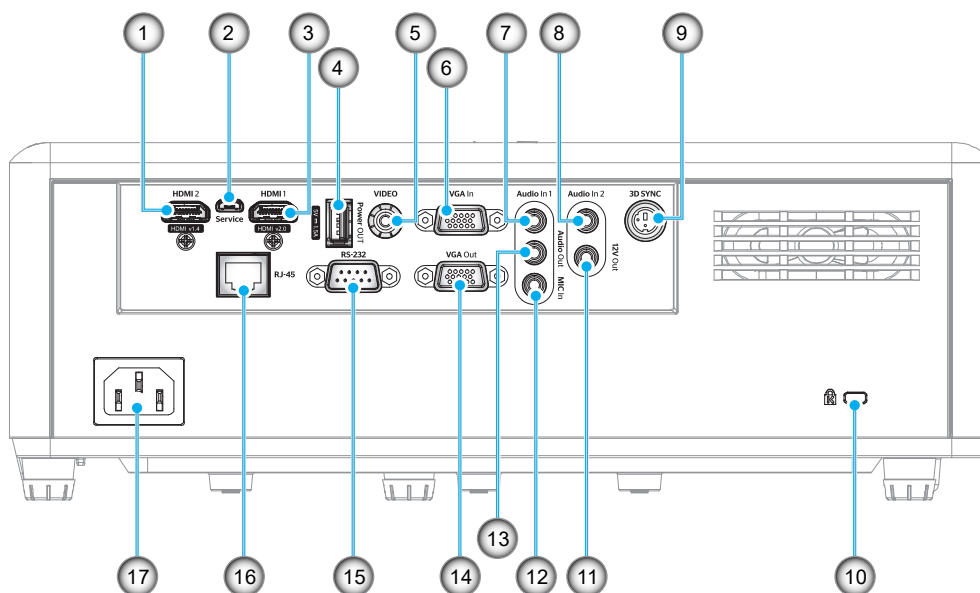 1
2
3
4
5
6
7
8
9
HDMI 2
HDMI 1
VIDEO
VGA In
Audio In 1
Audio In 2
3D SYNC
Service
Power OUT
5V 1.5A
HDMI v1.4
HDMI v2.0
RJ-45
RS-232
VGA Out
Audio Out
12V Out
MIC In
K
10
13
17
16
15
14
12
11